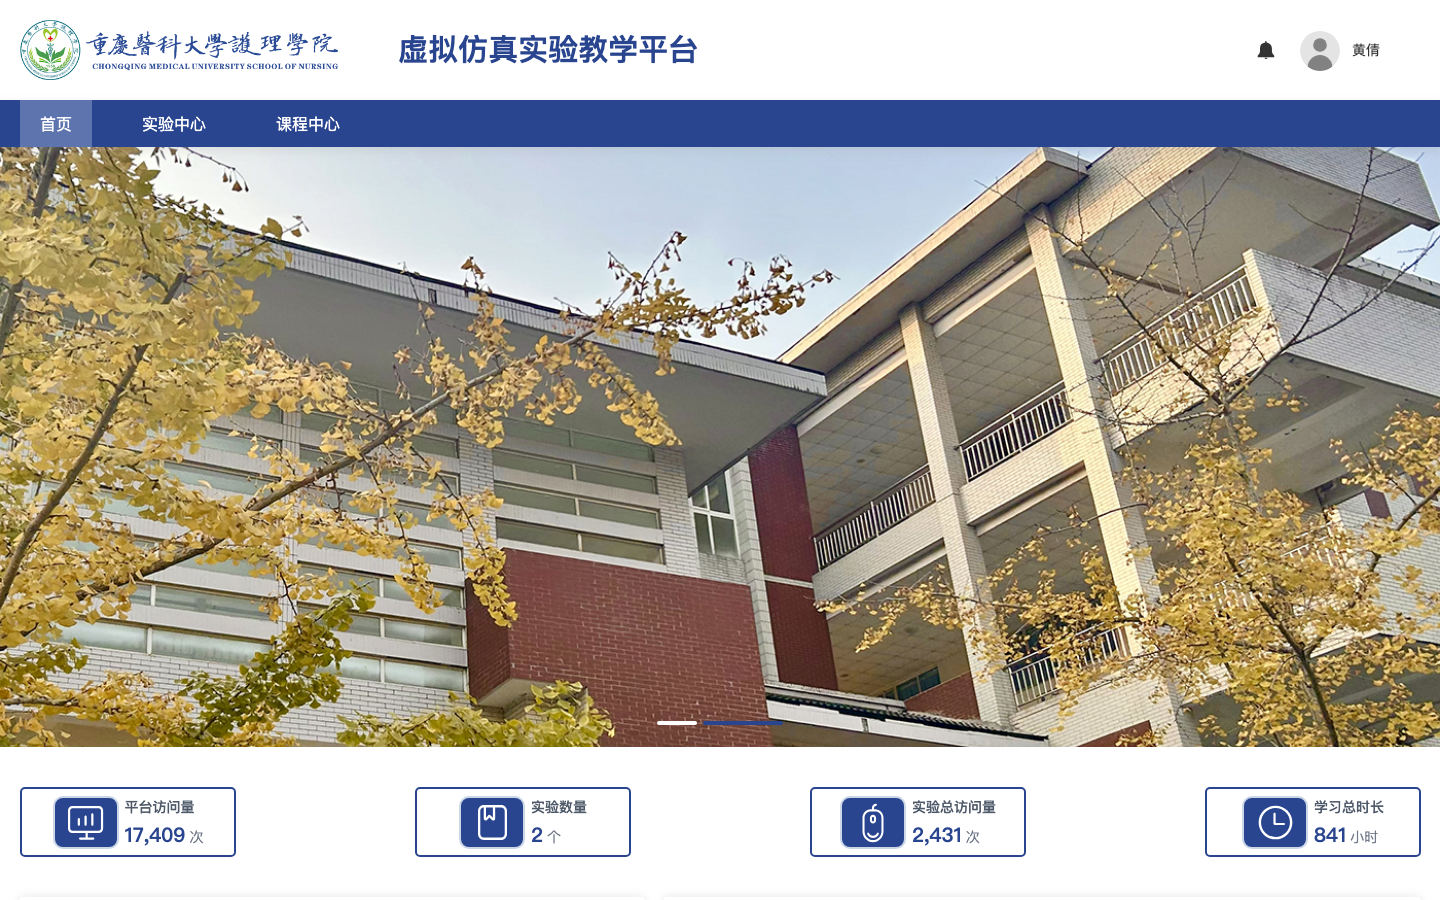 重慶醫科大學護理學院
CHONGQING MEDICAL UNIVERSITY SCHOOL OF NURSING
虚拟仿真实验教学平台
黄倩
首页
实验中心
课程中心
平台访问量
17,409 次
实验数量
2 个
实验总访问量
2,431 次
学习总时长
841 小时